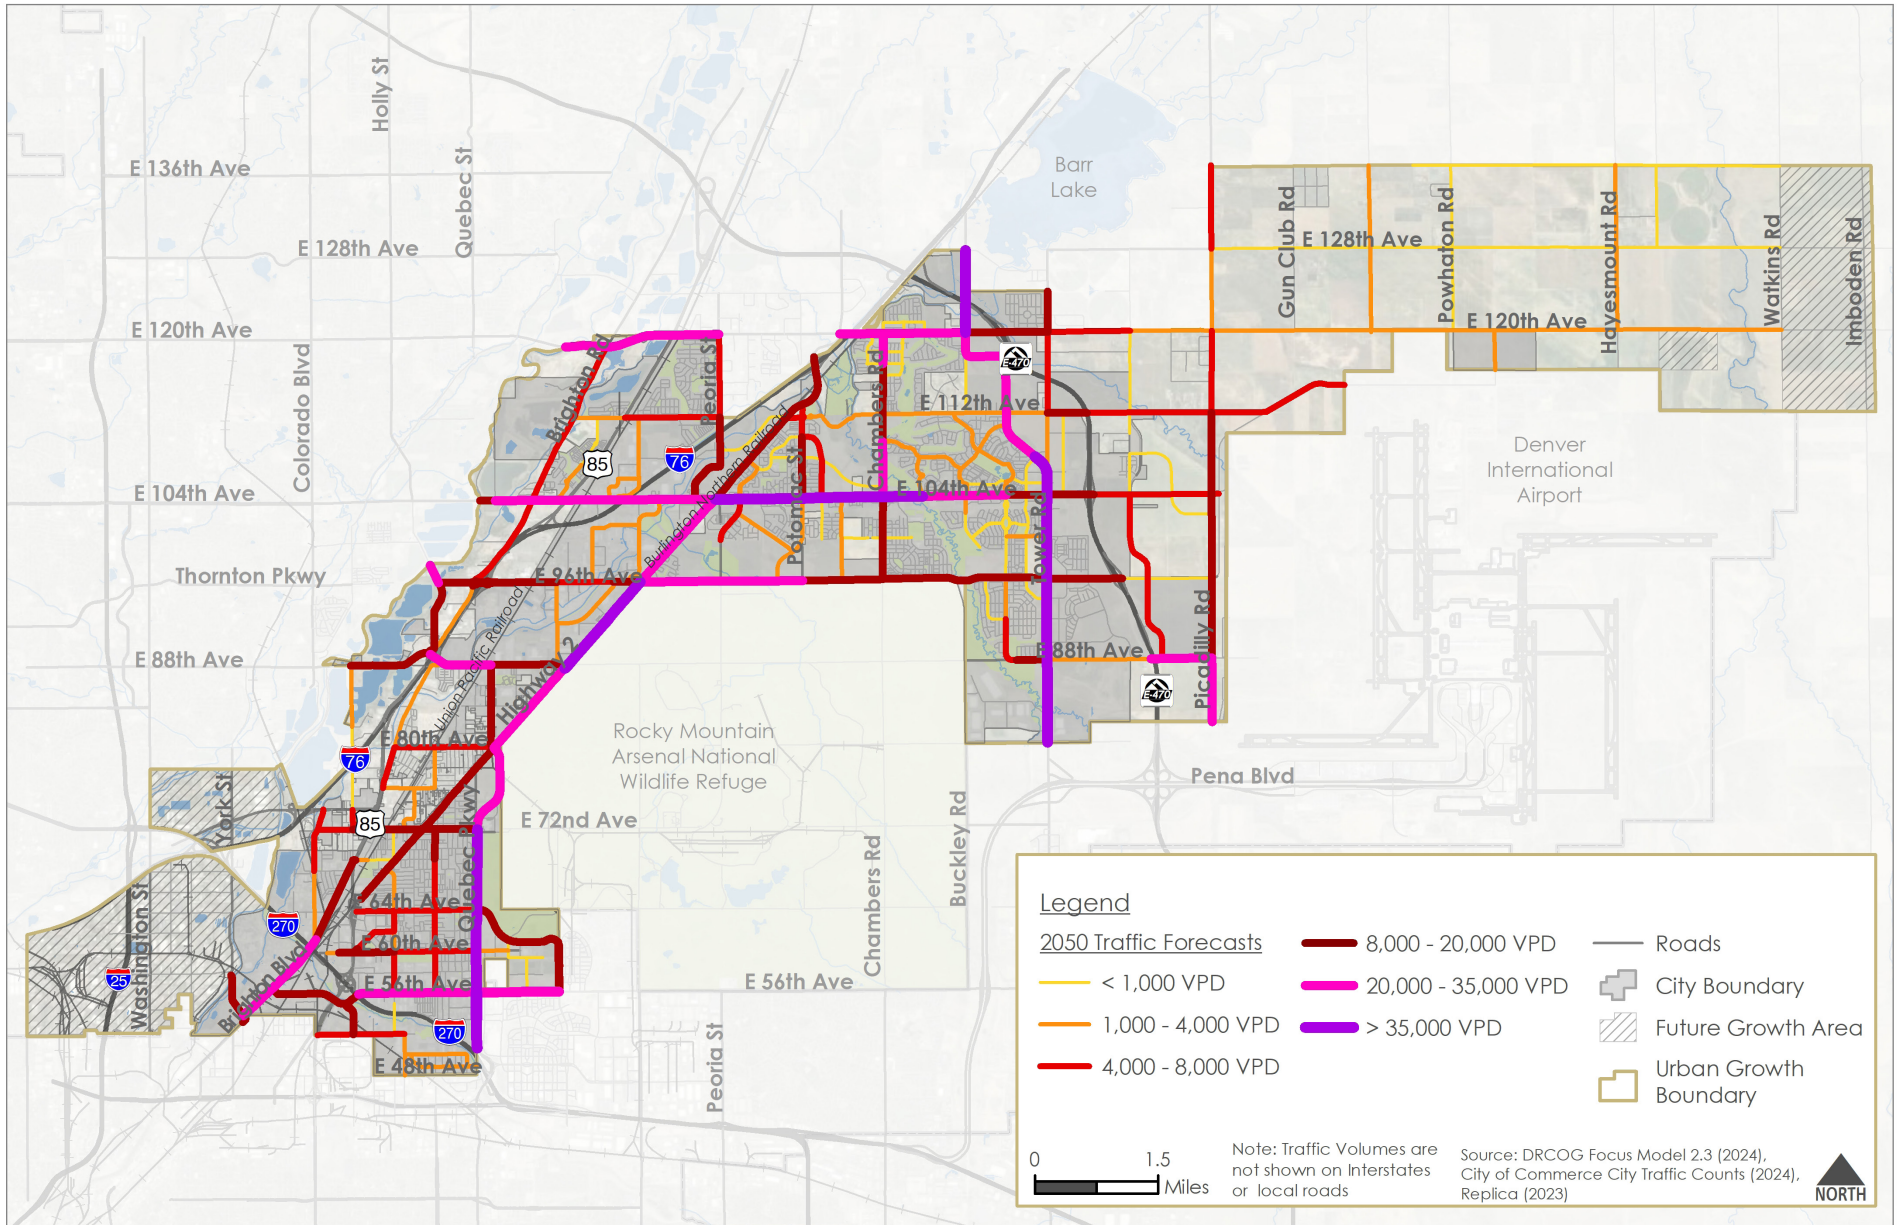 Holly St
Quebec St
E 136th Ave
Barr
Lake
E 128th Ave
Gun Club Rd
E 128th Ave
Powhaton Rd
Hayesmount Rd
Watkins Rd
Imboden Rd
E 120th Ave
E 120th Ave
Brighton Rd
Peoria St
Colorado Blvd
Chambers Rd
E-470
E 112th Ave
85
76
Denver
International
Airport
E 104th Ave
E 104th Ave
Potomac St
Burlington Northern Railroad
Tower Rd
Thornton Pkwy
E 96th Ave
Union Pacific Railroad
Picadilly Rd
E 88th Ave
E 88th Ave
Highway 2
E-470
Rocky Mountain
Arsenal National
Wildlife Refuge
E 80th Ave
76
Pena Blvd
York St
85
Quebec Pkwy
E 72nd Ave
Buckley Rd
Chambers Rd
Washington St
E 64th Ave
270
E 60th Ave
25
Brighton Blvd
E 56th Ave
E 56th Ave
270
E 48th Ave
Peoria St
Legend
2050 Traffic Forecasts
< 1,000 VPD
1,000 - 4,000 VPD
4,000 - 8,000 VPD
8,000 - 20,000 VPD
20,000 - 35,000 VPD
> 35,000 VPD
Roads
City Boundary
Future Growth Area
Urban Growth
Boundary
0 1.5
Miles
Note: Traffic Volumes are
not shown on Interstates
or local roads
Source: DRCOG Focus Model 2.3 (2024),
City of Commerce City Traffic Counts (2024),
Replica (2023)
NORTH